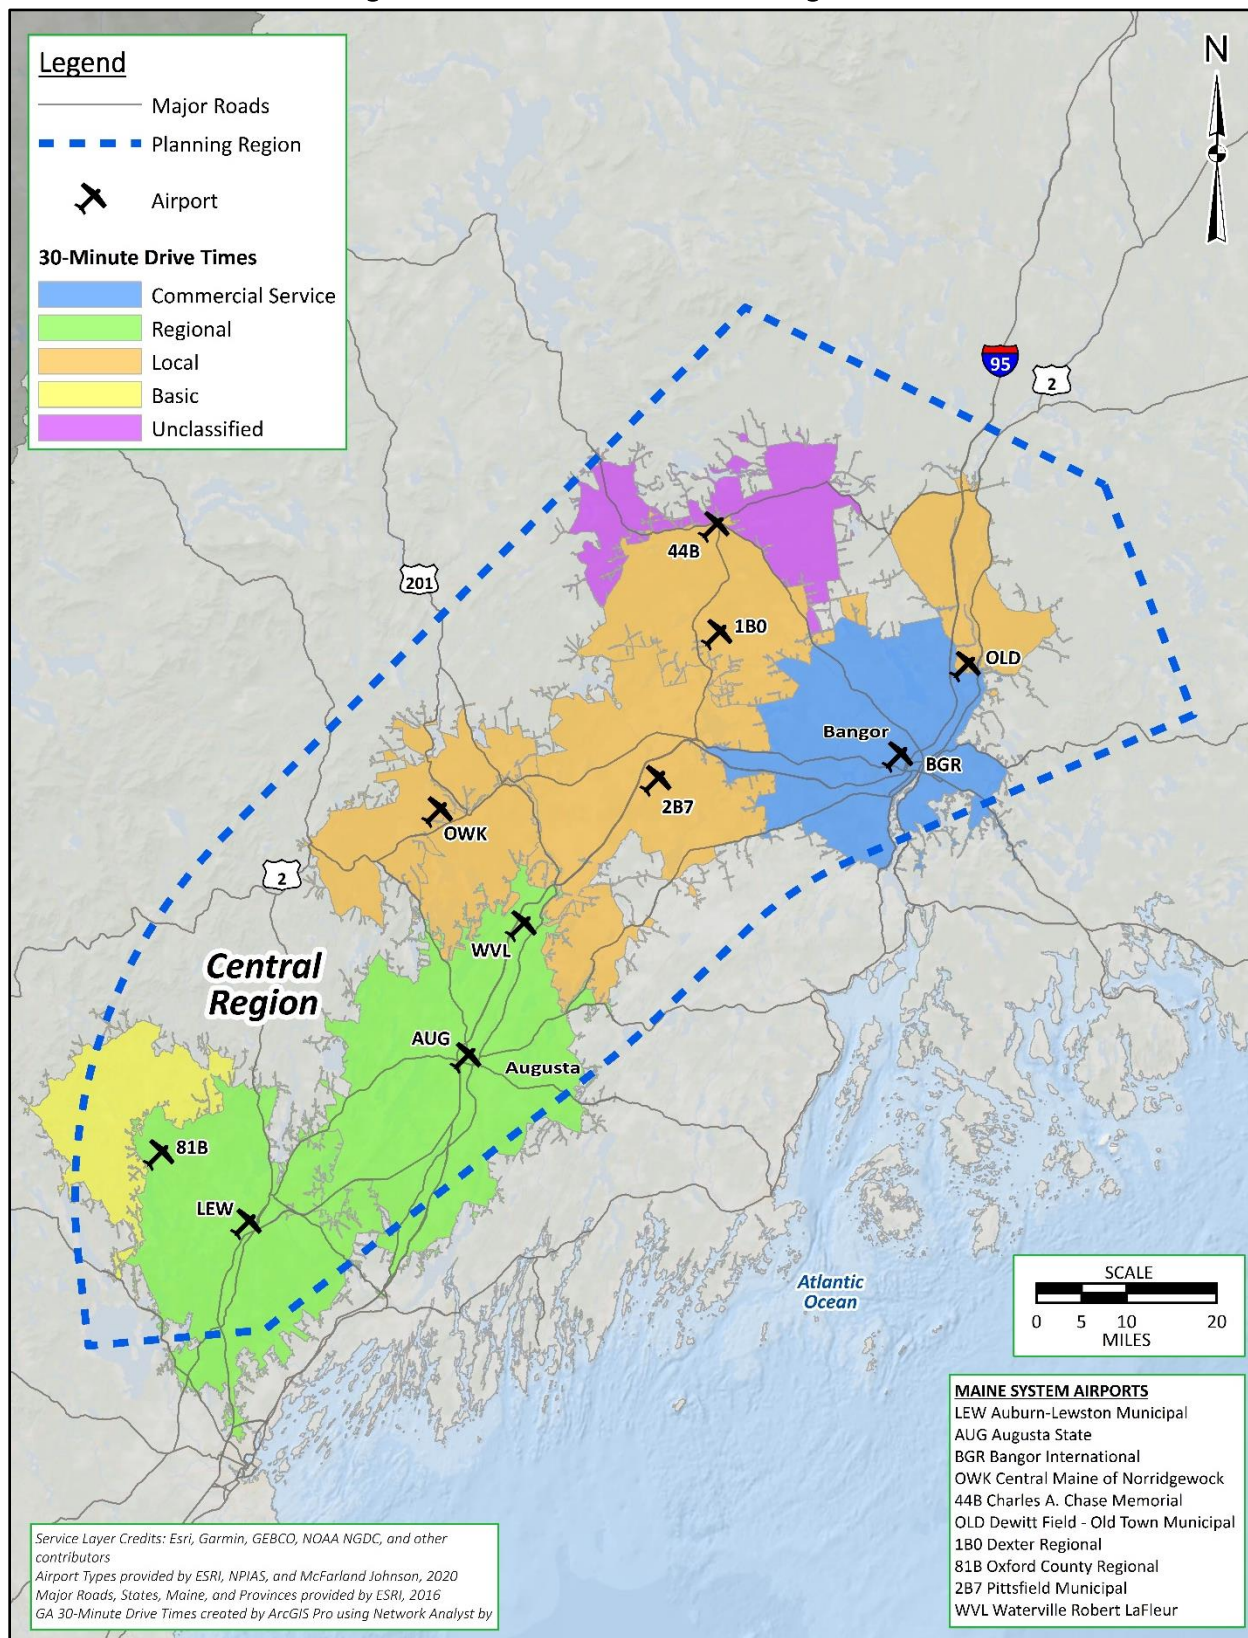 N
Legend
Major Roads
Planning Region
Airport
30-Minute Drive Times
Commercial Service
Regional
Local
Basic
Unclassified
95
2
201
44B
1B0
OLD
Bangor
BGR
2B7
OWK
2
WVL
Central
Region
AUG
Augusta
81B
LEW
Atlantic
Ocean
SCALE
0 5 10 20
MILES
MAINE SYSTEM AIRPORTS
LEW Auburn-Lewston Municipal
AUG Augusta State
BGR Bangor International
OWK Central Maine of Norridgewock
44B Charles A. Chase Memorial
OLD Dewitt Field - Old Town Municipal
1B0 Dexter Regional
81B Oxford County Regional
2B7 Pittsfield Municipal
WVL Waterville Robert LaFleur
Service Layer Credits: Esri, Garmin, GEBCO, NOAA NGDC, and other
contributors
Airport Types provided by ESRI, NPIAS, and McFarland Johnson, 2020
Major Roads, States, Maine, and Provinces provided by ESRI, 2016
GA 30-Minute Drive Times created by ArcGIS Pro using Network Analyst by